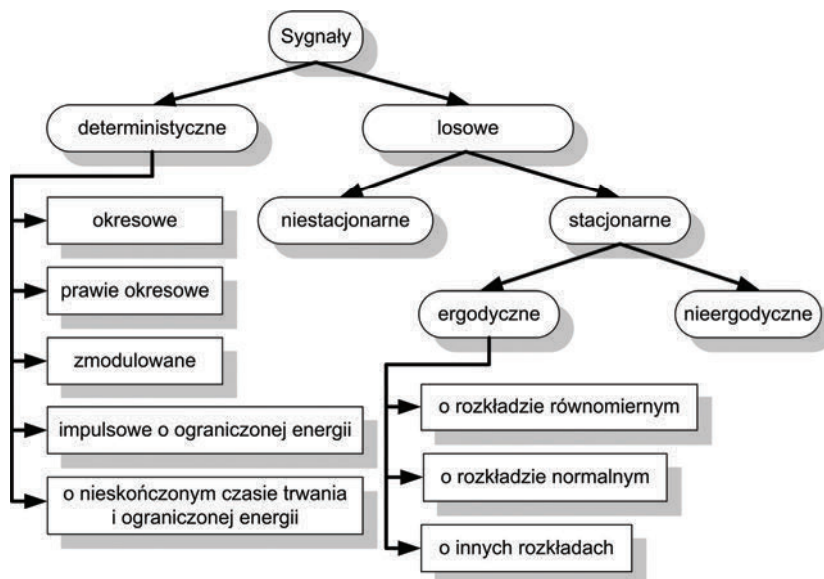 Sygnały
deterministyczne
losowe
okresowe
niestacjonarne
stacjonarne
prawie okresowe
ergodyczne
nieergodyczne
zmodulowane
o rozkładzie równomiernym
impulsowe o ograniczonej energii
o rozkładzie normalnym
o nieskończonym czasie trwania
i ograniczonej energii
o innych rozkładach